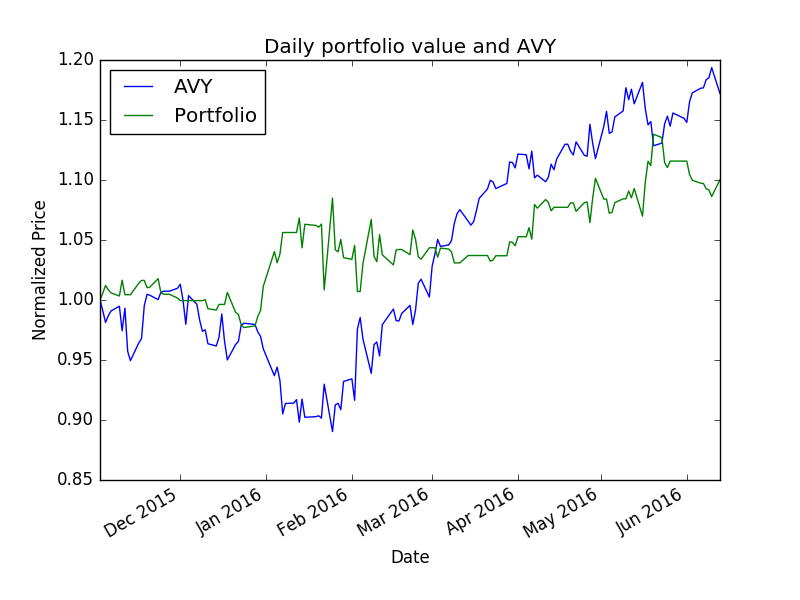 Daily portfolio value and AVY
1.20
1.15
1.10
1.05
1.00
0.95
0.90
0.85
Normalized Price
AVY
Portfolio
Dec 2015
Jan 2016
Feb 2016
Mar 2016
Apr 2016
May 2016
Jun 2016
Date